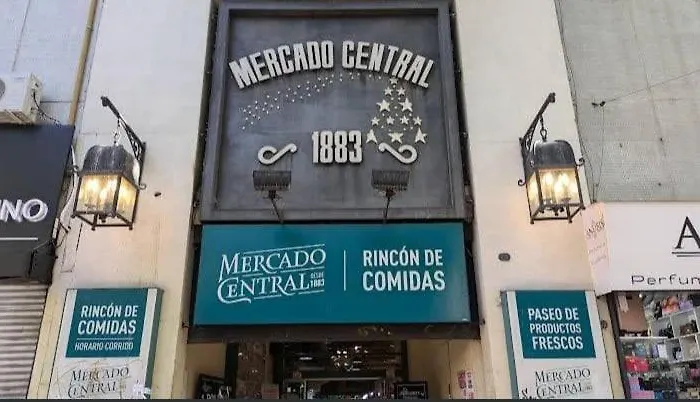 MERCADO CENTRAL
1883
NO
MERCADO
CENTRAL
DESDE
1883
RINCÓN DE
COMIDAS
RINCÓN DE
COMIDAS
HORARIO CORRIDO
MERCADO
CENTRAL
PASEO DE
PRODUCTOS
FRESCOS
MERCADO
CENTRAL
A
Perfum